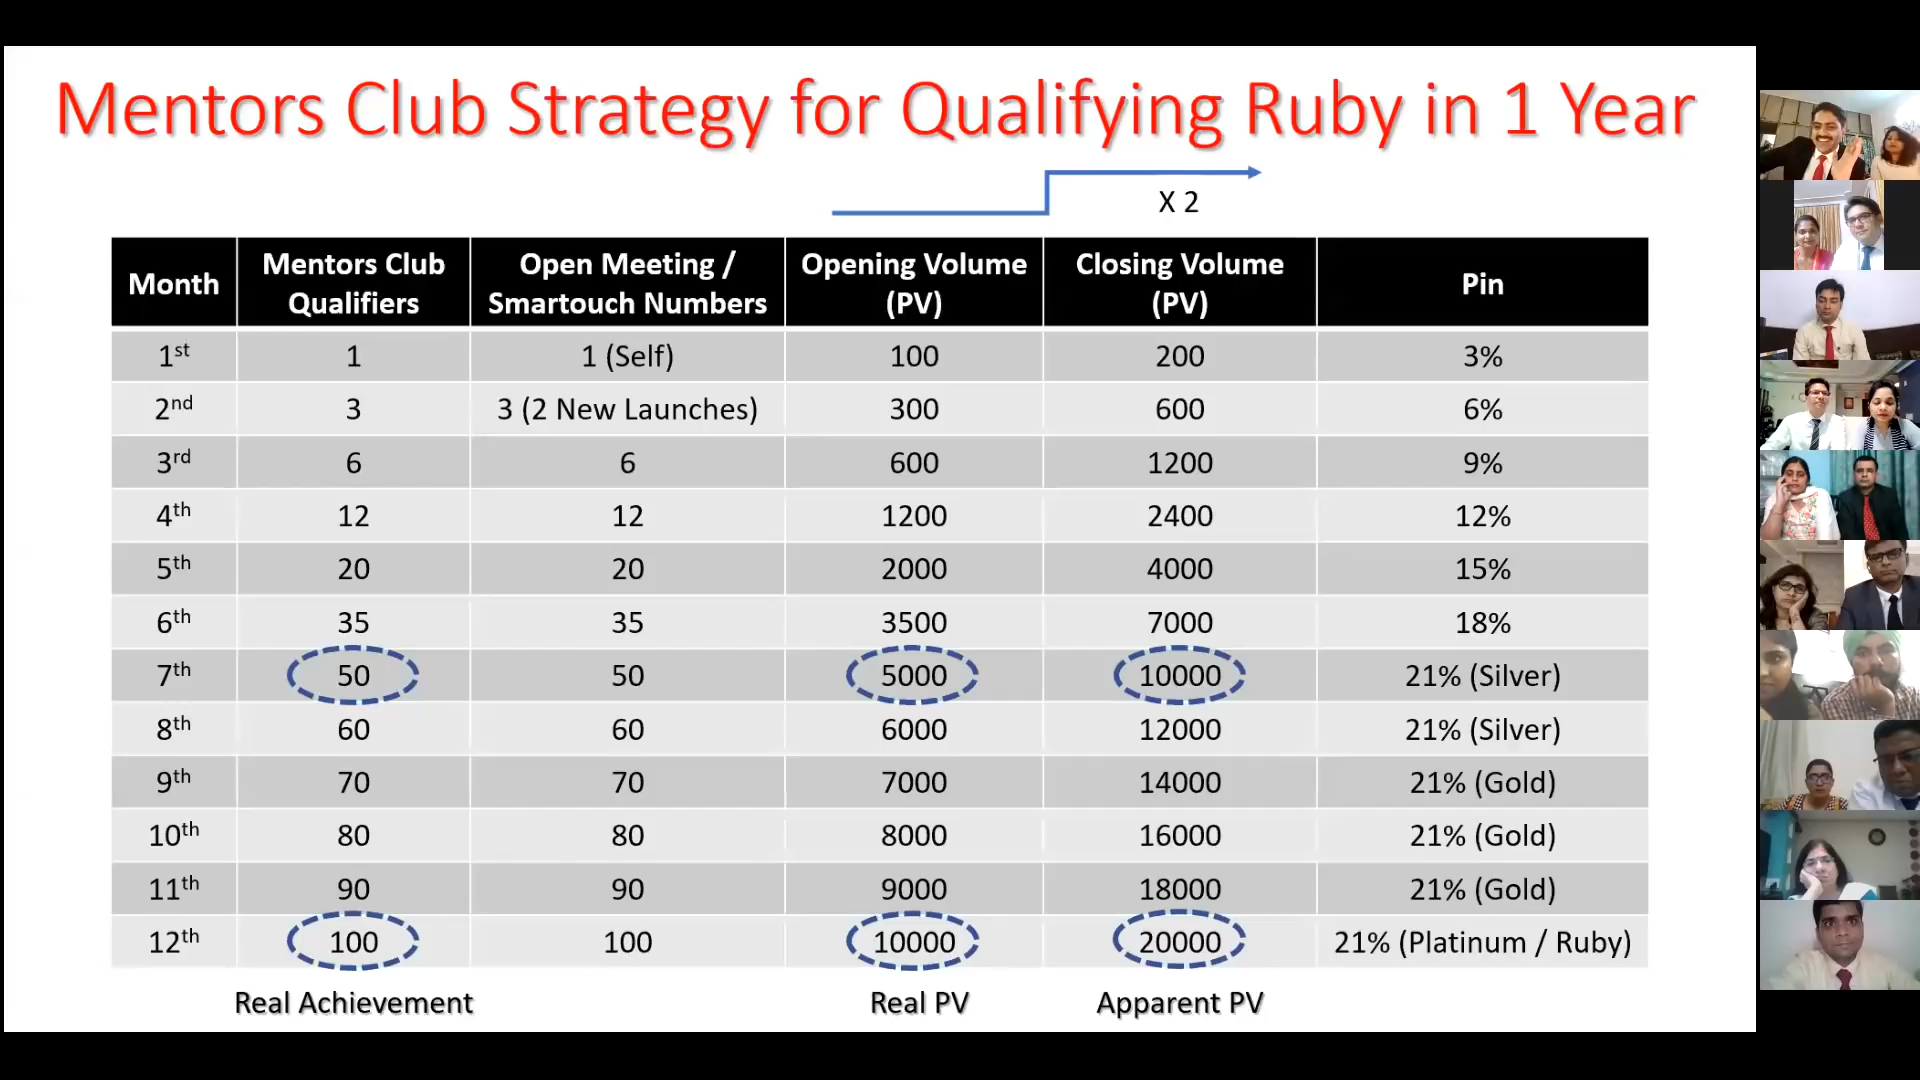 Mentors Club Strategy for Qualifying Ruby in 1 Year
X 2
Month Mentors Club Qualifiers Open Meeting / Smartouch Numbers Opening Volume (PV) Closing Volume (PV) Pin
1st 1 1 (Self) 100 200 3%
2nd 3 3 (2 New Launches) 300 600 6%
3rd 6 6 600 1200 9%
4th 12 12 1200 2400 12%
5th 20 20 2000 4000 15%
6th 35 35 3500 7000 18%
7th 50 50 5000 10000 21% (Silver)
8th 60 60 6000 12000 21% (Silver)
9th 70 70 7000 14000 21% (Gold)
10th 80 80 8000 16000 21% (Gold)
11th 90 90 9000 18000 21% (Gold)
12th 100 100 10000 20000 21% (Platinum / Ruby)
Real Achievement Real PV Apparent PV